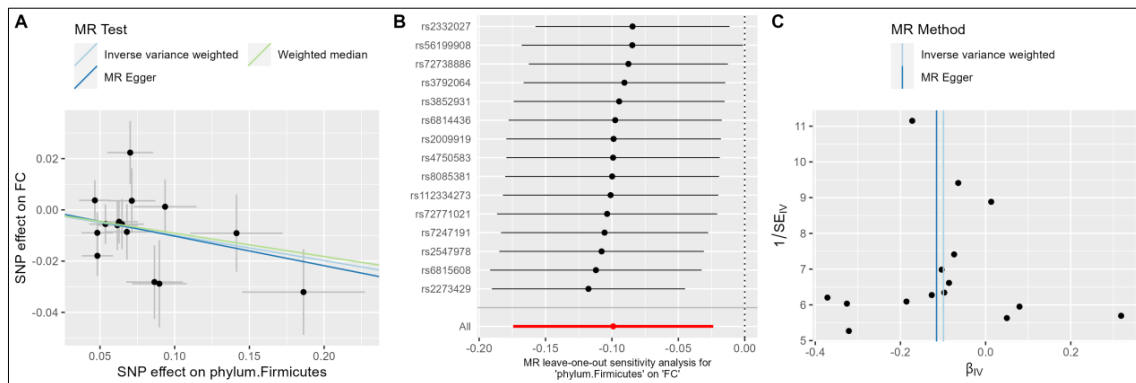 A
MR Test
Inverse variance weighted
Weighted median
MR Egger
SNP effect on FC
0.02
0.00
-0.02
-0.04
0.05
0.10
0.15
0.20
SNP effect on phylum.Firmicutes
B
rs2332027
rs56199908
rs72738886
rs3792064
rs3852931
rs6814436
rs2009919
rs4750583
rs8085381
rs112334273
rs72771021
rs7247191
rs2547978
rs6815608
rs2273429
All
-0.20
-0.15
-0.10
-0.05
0.00
MR leave-one-out sensitivity analysis for
'phylum.Firmicutes' on 'FC'
C
MR Method
Inverse variance weighted
MR Egger
1/SE_IV
11
10
9
8
7
6
5
-0.4
-0.2
0.0
0.2
β_IV